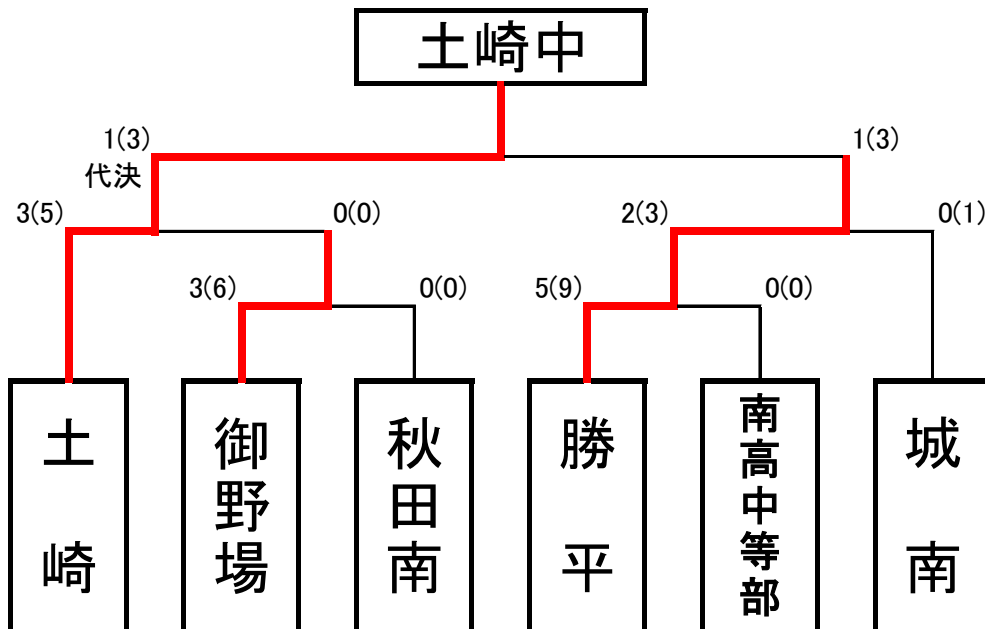 土崎中
1(3)
1(3)
代決
3(5)
0(0)
2(3)
0(1)
3(6)
0(0)
5(9)
0(0)
土崎
御野場
秋田南
勝平
南高中等部
城南